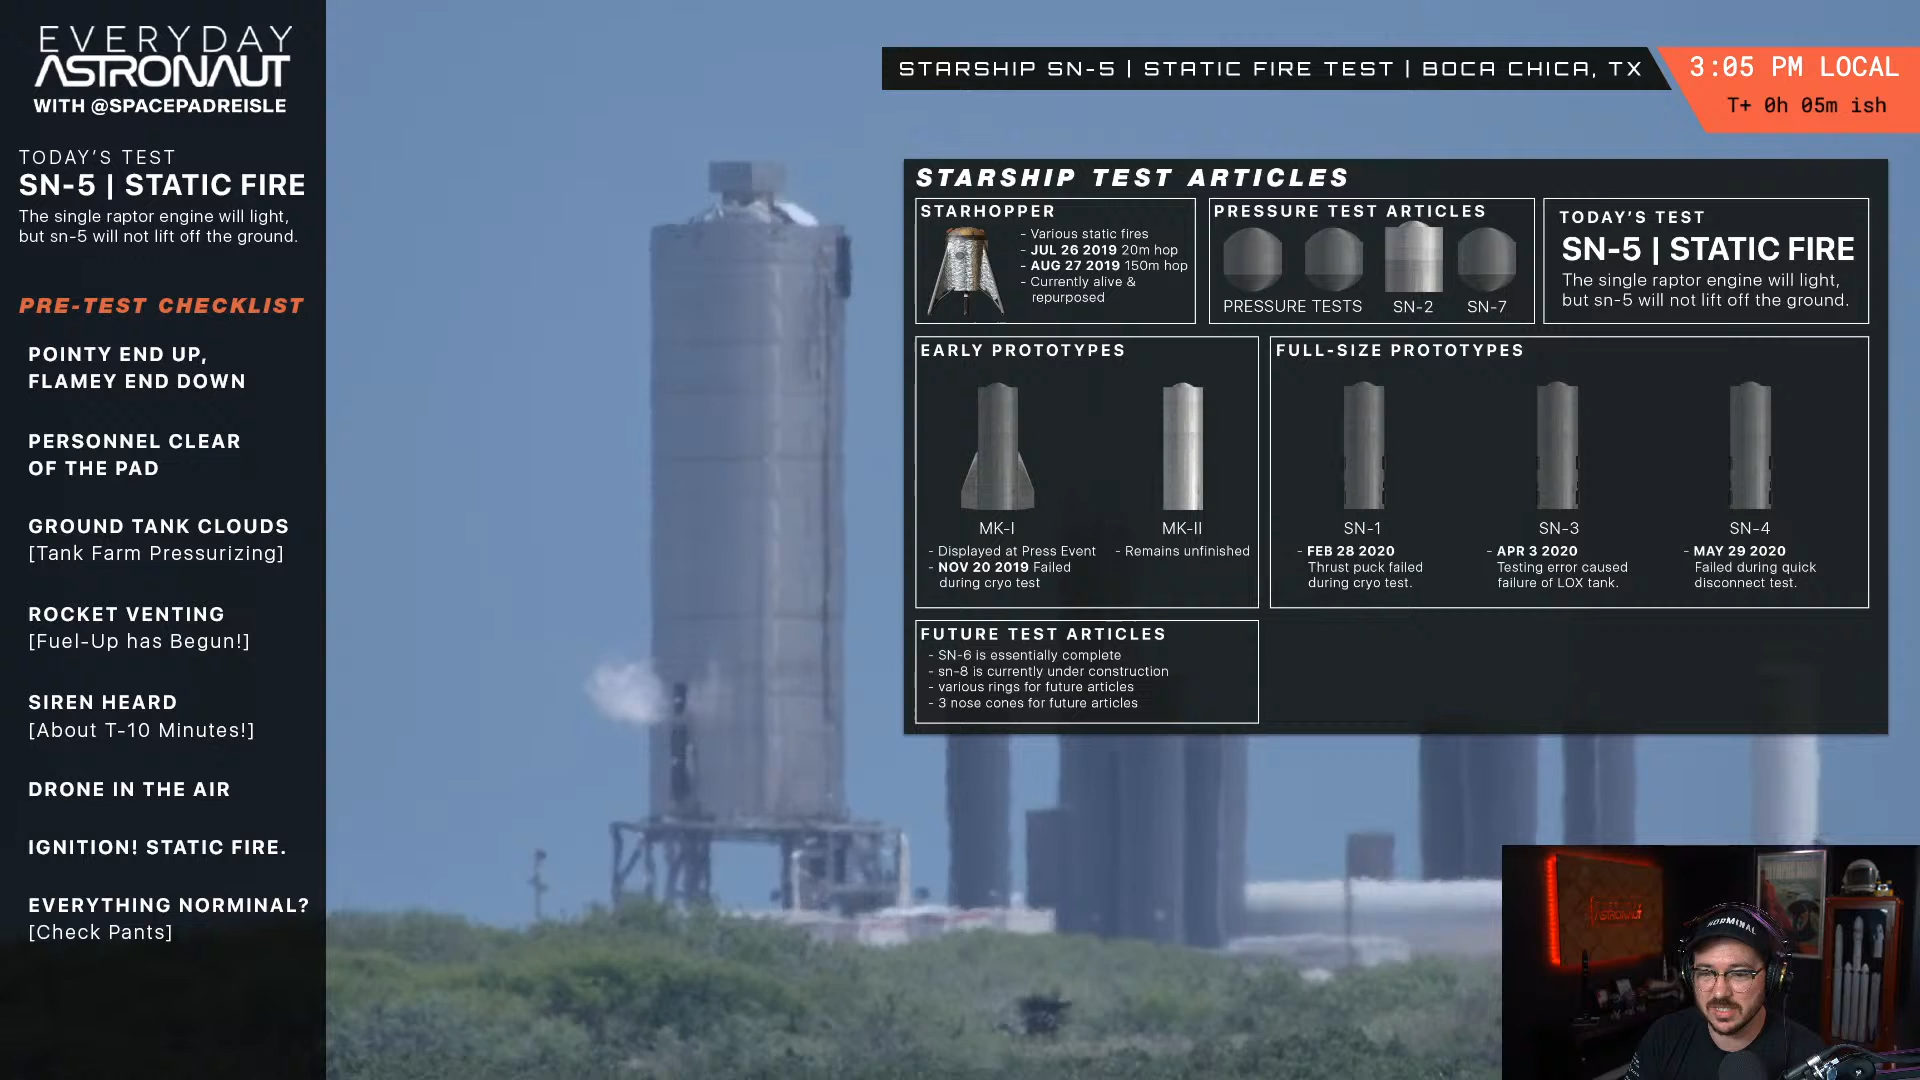 EVERYDAY
ASTRONAUT
WITH @SPACEPADREISLE
TODAY'S TEST
SN-5 | STATIC FIRE
The single raptor engine will light,
but sn-5 will not lift off the ground.
PRE-TEST CHECKLIST
POINTY END UP,
FLAMEY END DOWN
PERSONNEL CLEAR
OF THE PAD
GROUND TANK CLOUDS
[Tank Farm Pressurizing]
ROCKET VENTING
[Fuel-Up has Begun!]
SIREN HEARD
[About T-10 Minutes!]
DRONE IN THE AIR
IGNITION! STATIC FIRE.
EVERYTHING NORMINAL?
[Check Pants]
STARSHIP SN-5 | STATIC FIRE TEST | BOCA CHICA, TX
3:05 PM LOCAL
T+ 0h 05m ish
STARSHIP TEST ARTICLES
STARHOPPER
- Various static fires
- JUL 26 2019 20m hop
- AUG 27 2019 150m hop
- Currently alive &
repurposed
PRESSURE TEST ARTICLES
PRESSURE TESTS
SN-2
SN-7
TODAY'S TEST
SN-5 | STATIC FIRE
The single raptor engine will light,
but sn-5 will not lift off the ground.
EARLY PROTOTYPES
MK-I
- Displayed at Press Event
- NOV 20 2019 Failed
during cryo test
MK-II
- Remains unfinished
FULL-SIZE PROTOTYPES
SN-1
- FEB 28 2020
Thrust puck failed
during cryo test.
SN-3
- APR 3 2020
Testing error caused
failure of LOX tank.
SN-4
- MAY 29 2020
Failed during quick
disconnect test.
FUTURE TEST ARTICLES
- SN-6 is essentially complete
- sn-8 is currently under construction
- various rings for future articles
- 3 nose cones for future articles
EVERYDAY
ASTRONAUT
NORMINAL